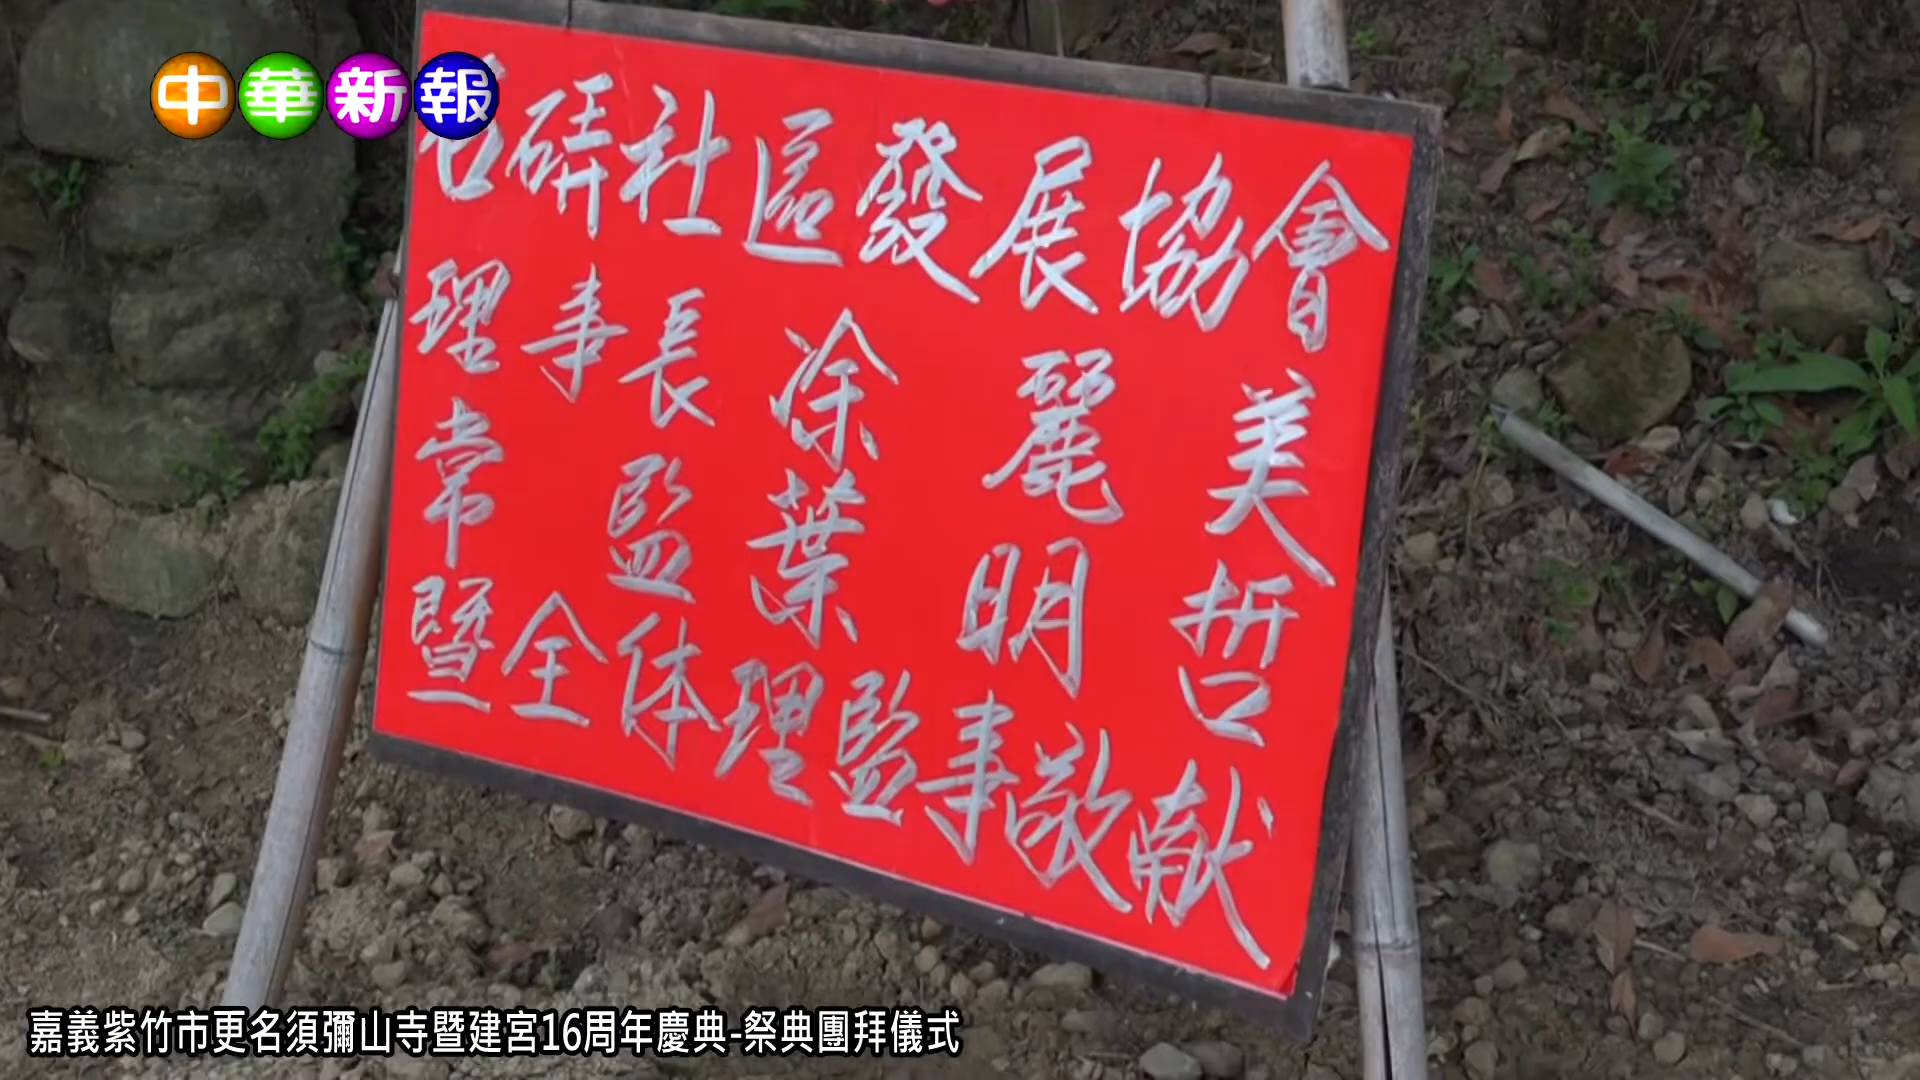 中華新報
石硦社區發展協會
理事長 涂麗美
常監 葉明哲
暨全体理監事敬献
嘉義紫竹市更名須彌山寺暨建宮16周年慶典-祭典團拜儀式